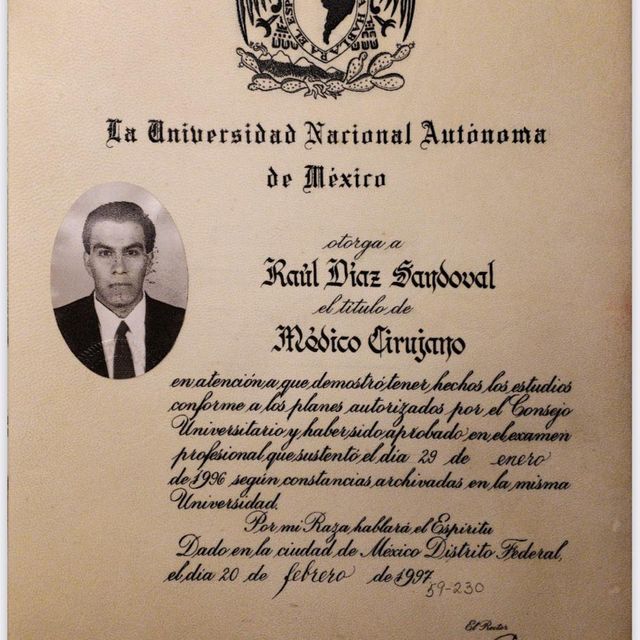 HABLARA EL ESP
La Universidad Nacional Autónoma
de México
otorga a
Raúl Díaz Sandoval
el título de
Médico Cirujano
en atención a que demostró tener hechos los estudios
conforme a los planes autorizados por el Consejo
Universitario y haber sido aprobado en el examen
profesional que sustentó el día 29 de enero
de 1996 según constancias archivadas en la misma
Universidad.
Por mi Raza hablará el Espíritu
Dado en la ciudad de México Distrito Federal,
el día 20 de febrero de 1997
59-230
El Rector